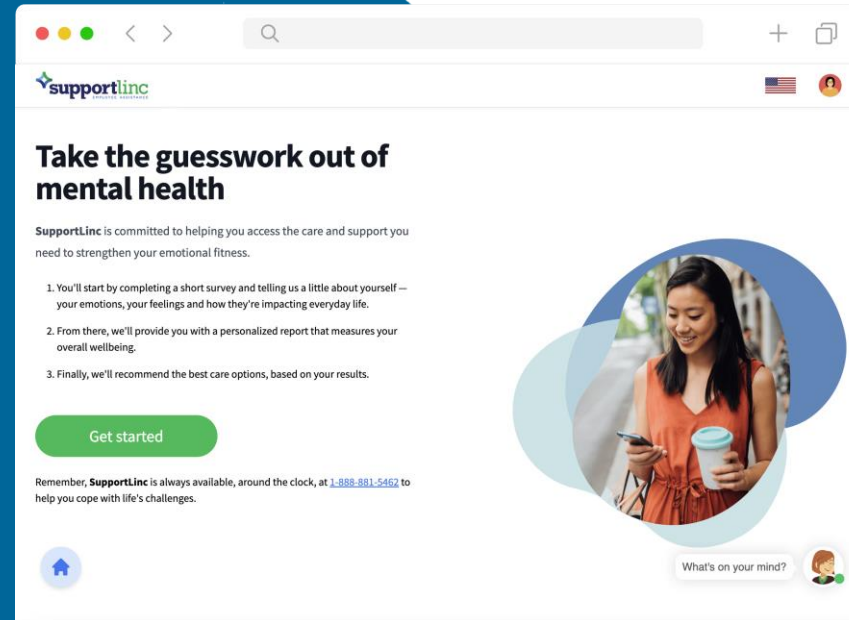 supportlinc
EMPLOYEE ASSISTANCE
Take the guesswork out of
mental health
SupportLinc is committed to helping you access the care and support you
need to strengthen your emotional fitness.
1. You'll start by completing a short survey and telling us a little about yourself —
your emotions, your feelings and how they're impacting everyday life.
2. From there, we'll provide you with a personalized report that measures your
overall wellbeing.
3. Finally, we'll recommend the best care options, based on your results.
Get started
Remember, SupportLinc is always available, around the clock, at 1-888-881-5462 to
help you cope with life's challenges.
What's on your mind?